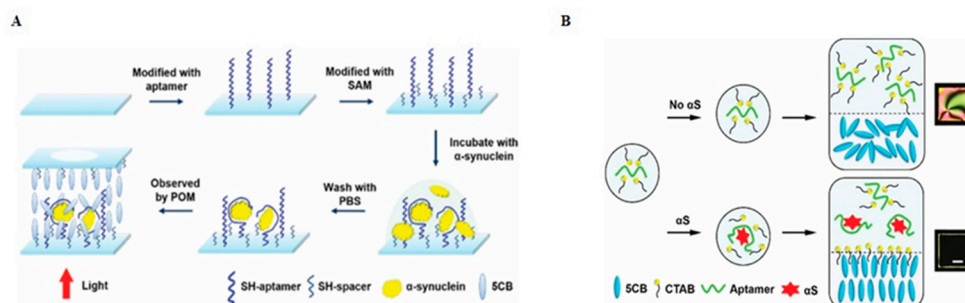 A
Modified with
aptamer
Modified with
SAM
Incubate with
α-synuclein
Wash with
PBS
Observed
by POM
Light
SH-aptamer
SH-spacer
α-synuclein
5CB
B
No αS
αS
5CB
CTAB
Aptamer
αS